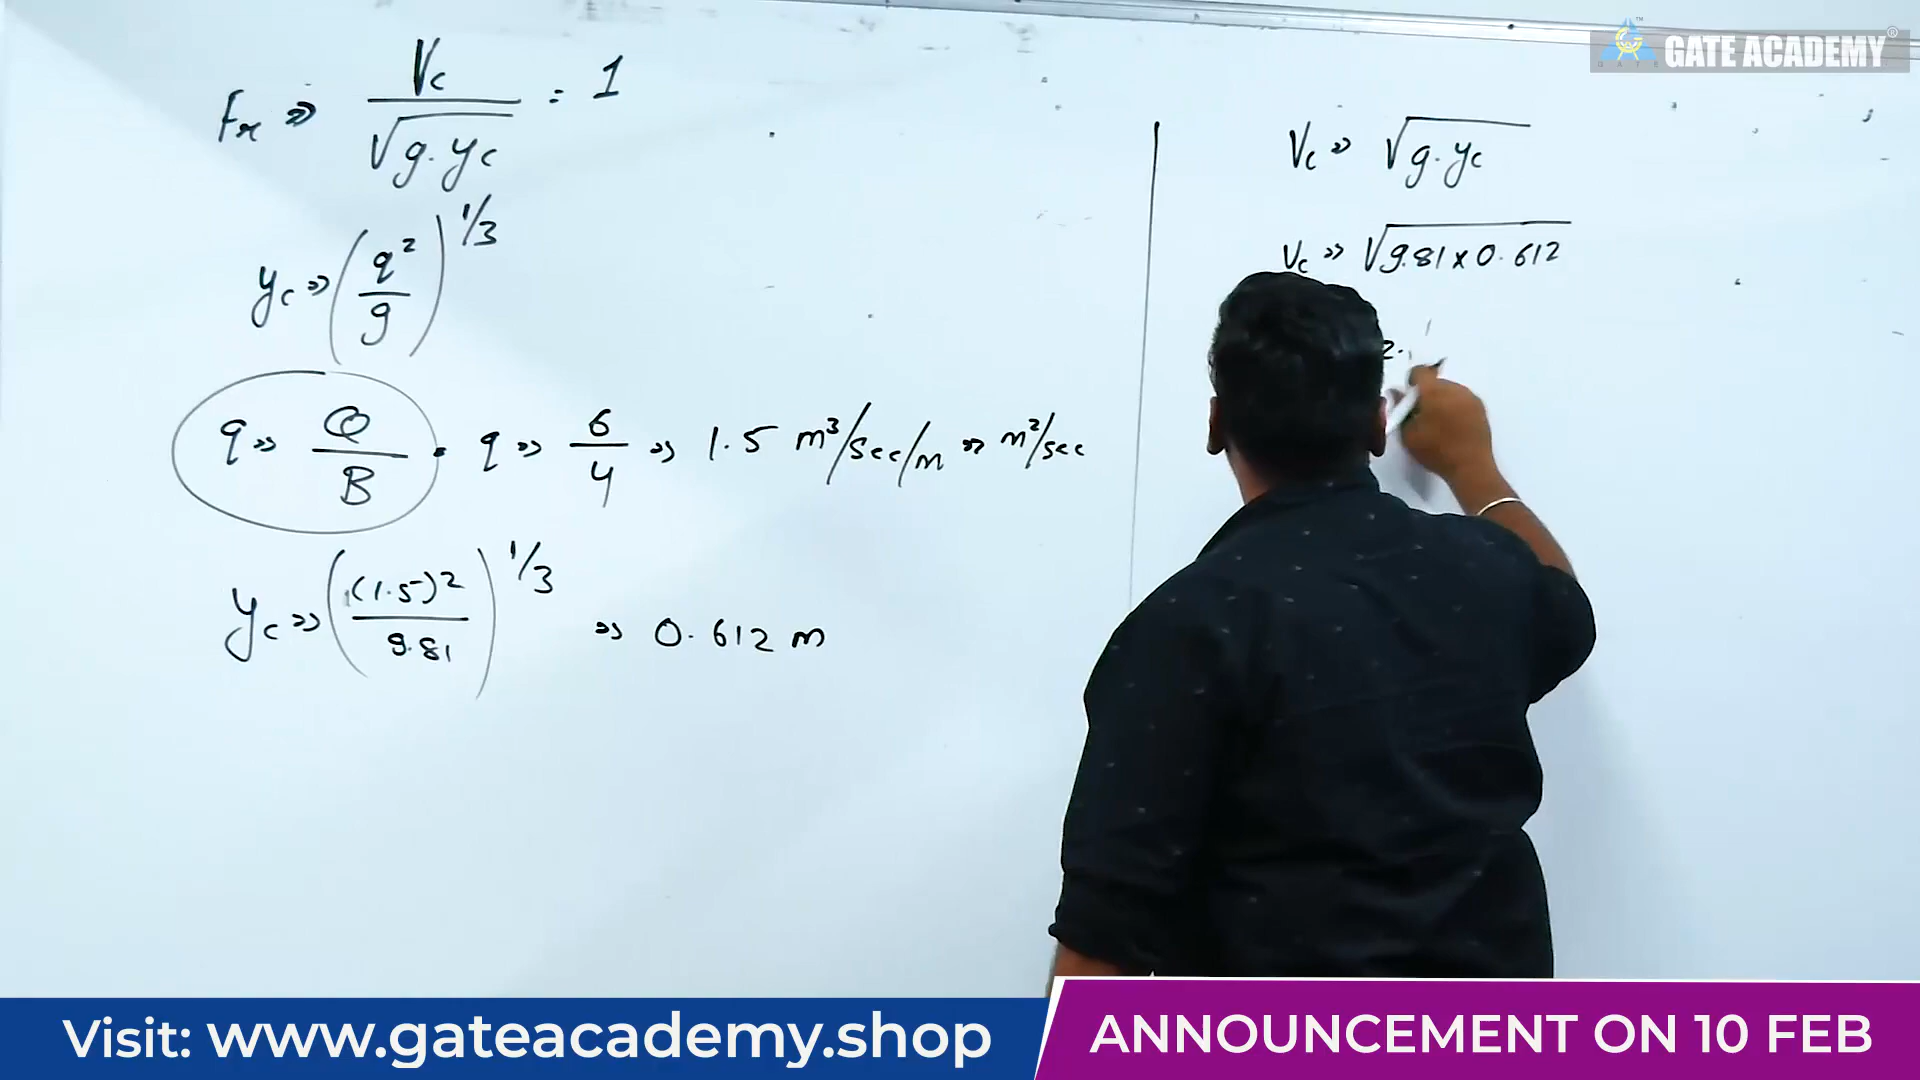 Fr ⇒ Vc / √g.yc = 1
yc ⇒ (q² / g)^1/3
q ⇒ Q / B . q ⇒ 6 / 4 ⇒ 1.5 m³/sec/m ⇒ m²/sec
yc ⇒ ((1.5)² / 9.81)^1/3 ⇒ 0.612 m
Vc ⇒ √g.yc
Vc ⇒ √9.81 x 0.612
2.
GATE ACADEMY®
Visit: www.gateacademy.shop
ANNOUNCEMENT ON 10 FEB